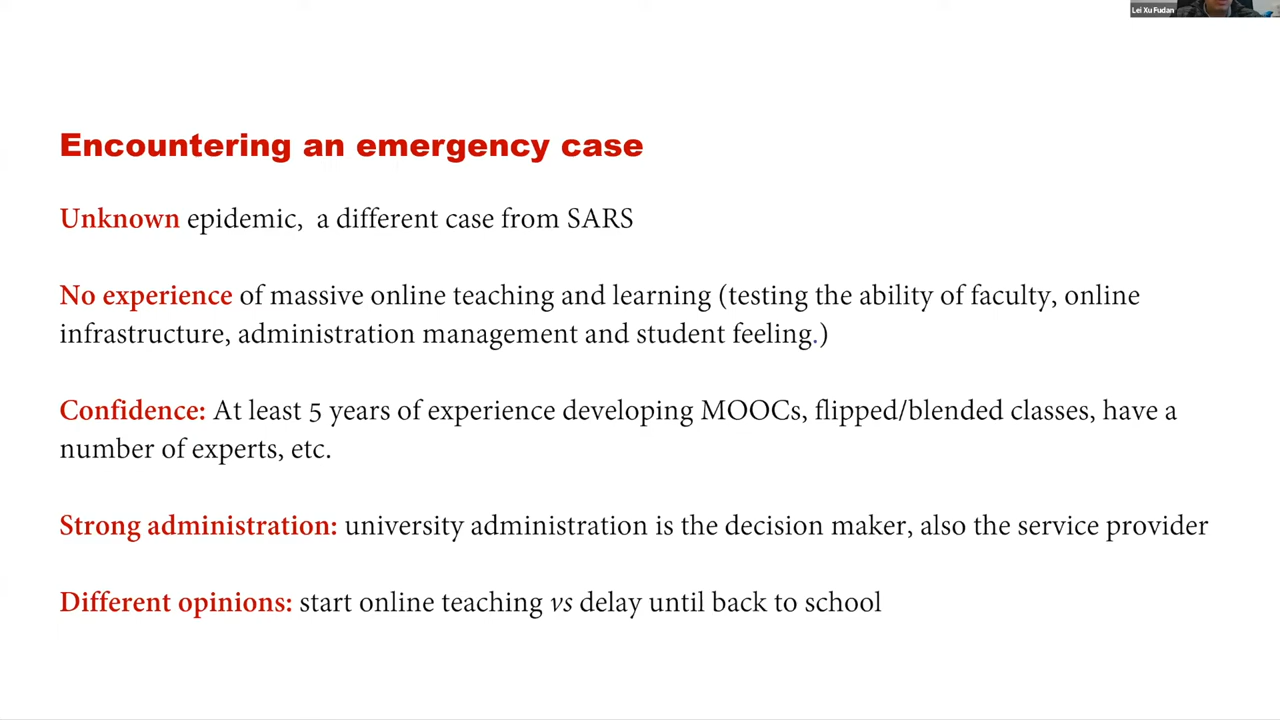 Lei Xu Fudan
Encountering an emergency case
Unknown epidemic, a different case from SARS
No experience of massive online teaching and learning (testing the ability of faculty, online
infrastructure, administration management and student feeling.)
Confidence: At least 5 years of experience developing MOOCs, flipped/blended classes, have a
number of experts, etc.
Strong administration: university administration is the decision maker, also the service provider
Different opinions: start online teaching vs delay until back to school